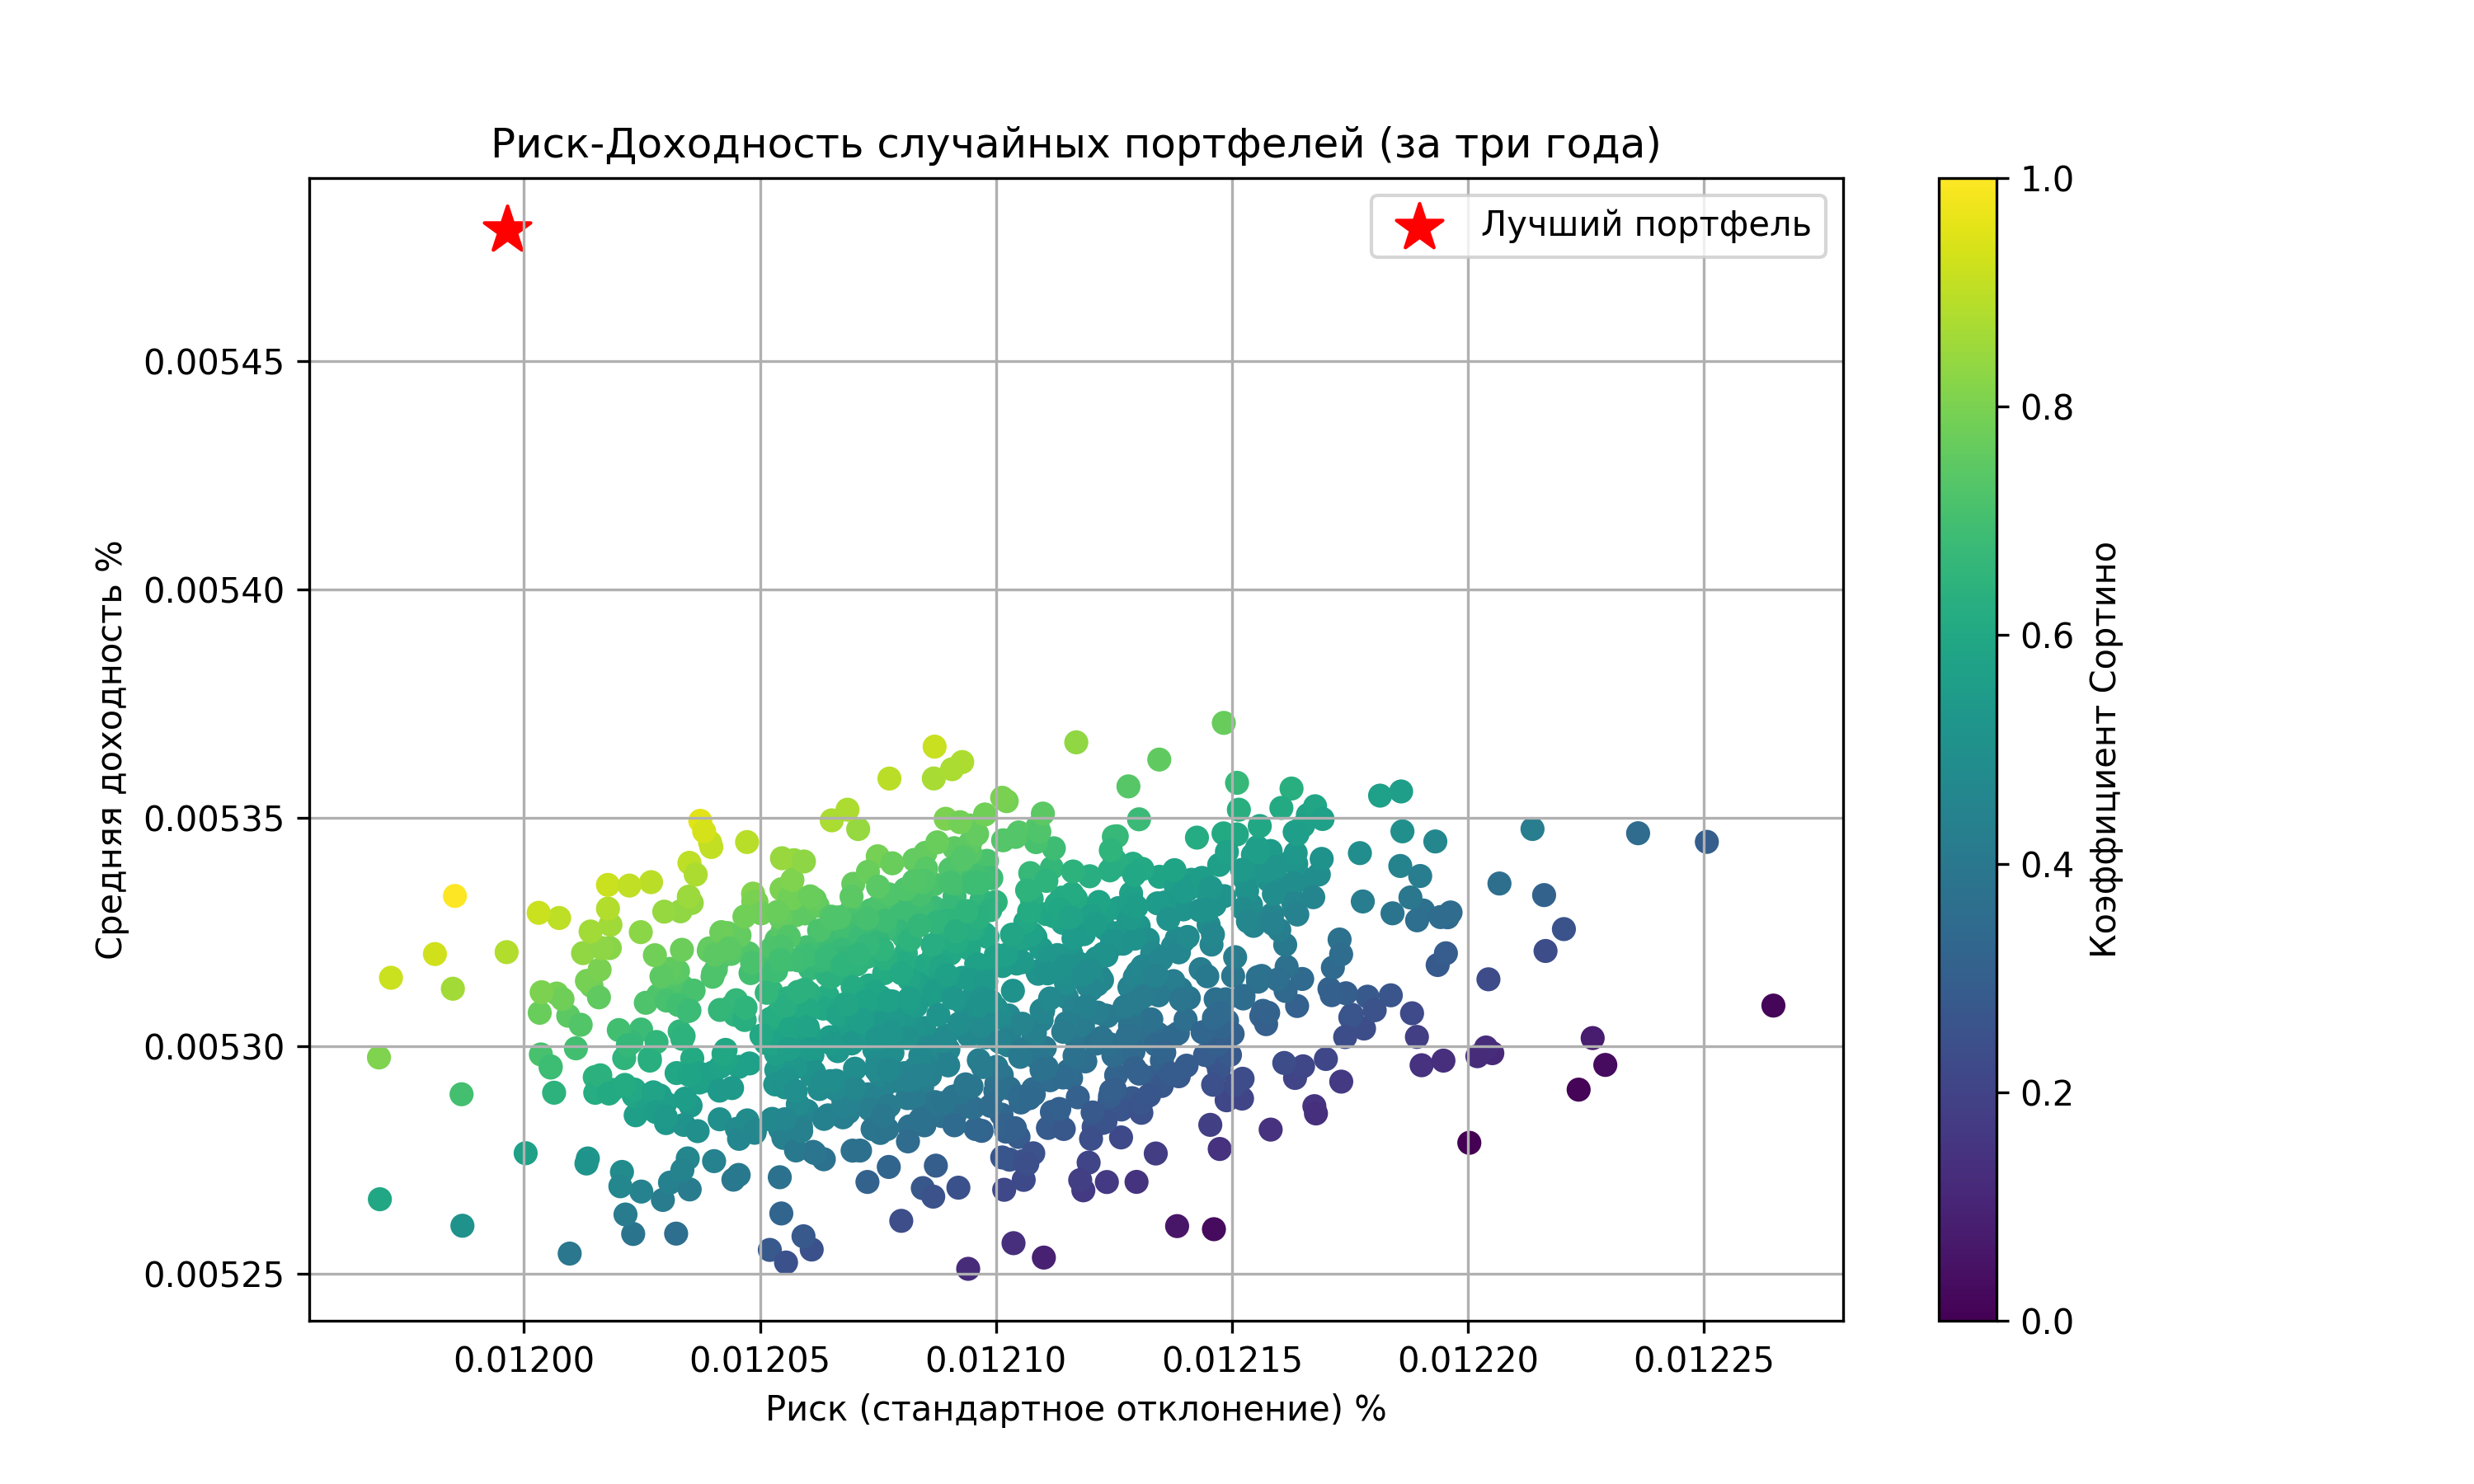 Риск-Доходность случайных портфелей (за три года)
Лучший портфель
Средняя доходность %
0.00545
0.00540
0.00535
0.00530
0.00525
0.01200 0.01205 0.01210 0.01215 0.01220 0.01225
Риск (стандартное отклонение) %
1.0
0.8
0.6
0.4
0.2
0.0
Коэффициент Сортино